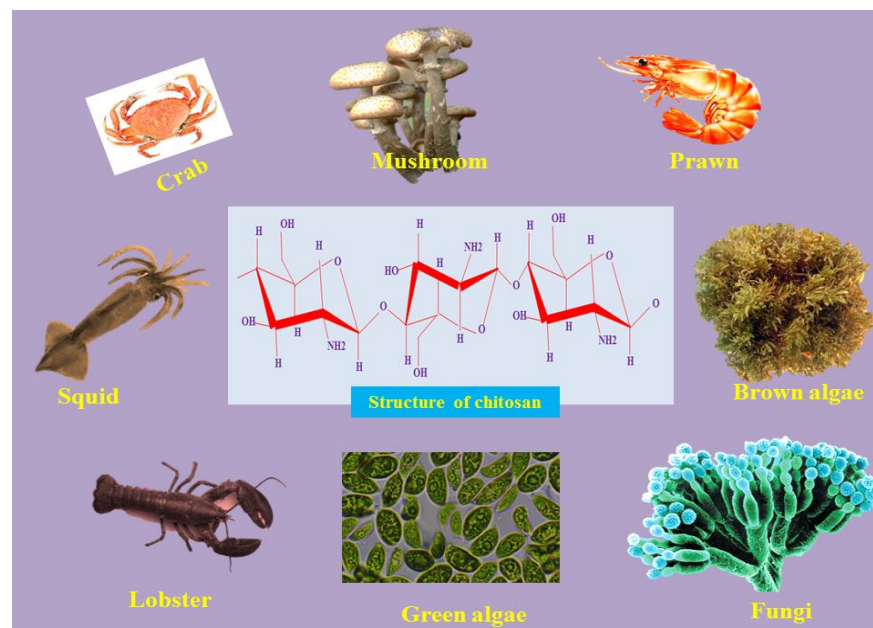 Crab
Mushroom
Prawn
OH
H
H
NH2
OH
H
H
O
HO
H
H
O
H
H
O
O
OH
H
NH2
H
O
H
OH
H
NH2
H
H
OH
O
Structure of chitosan
Squid
Brown algae
Lobster
Green algae
Fungi